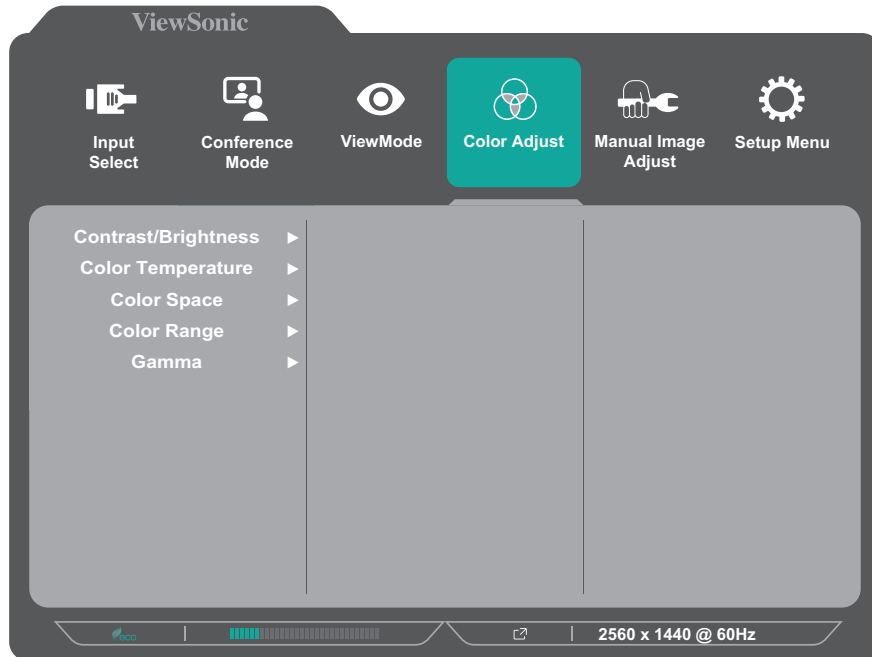 ViewSonic
Input
Select
Conference
Mode
ViewMode
Color Adjust
Manual Image
Adjust
Setup Menu
Contrast/Brightness
Color Temperature
Color Space
Color Range
Gamma
eco
2560 x 1440 @ 60Hz